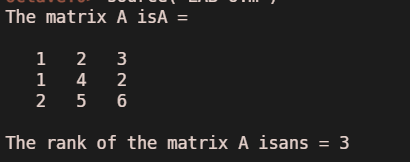 The matrix A isA =
1 2 3
1 4 2
2 5 6
The rank of the matrix A isans = 3